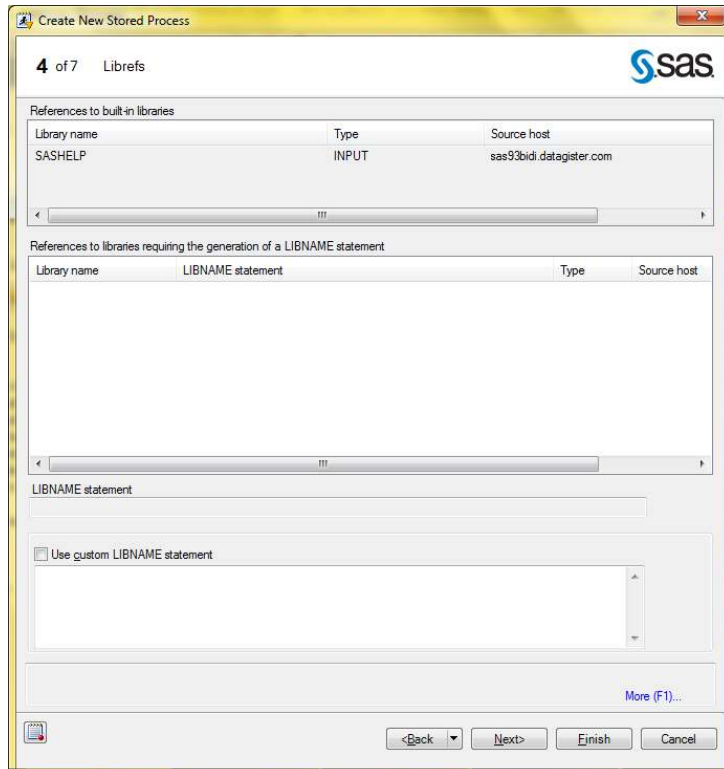 Create New Stored Process
4 of 7 Librefs
sas
References to built-in libraries
Library name Type Source host
SASHELP INPUT sas93bidi.datagister.com
References to libraries requiring the generation of a LIBNAME statement
Library name LIBNAME statement Type Source host
LIBNAME statement
Use custom LIBNAME statement
More (F1)...
<Back Next> Finish Cancel